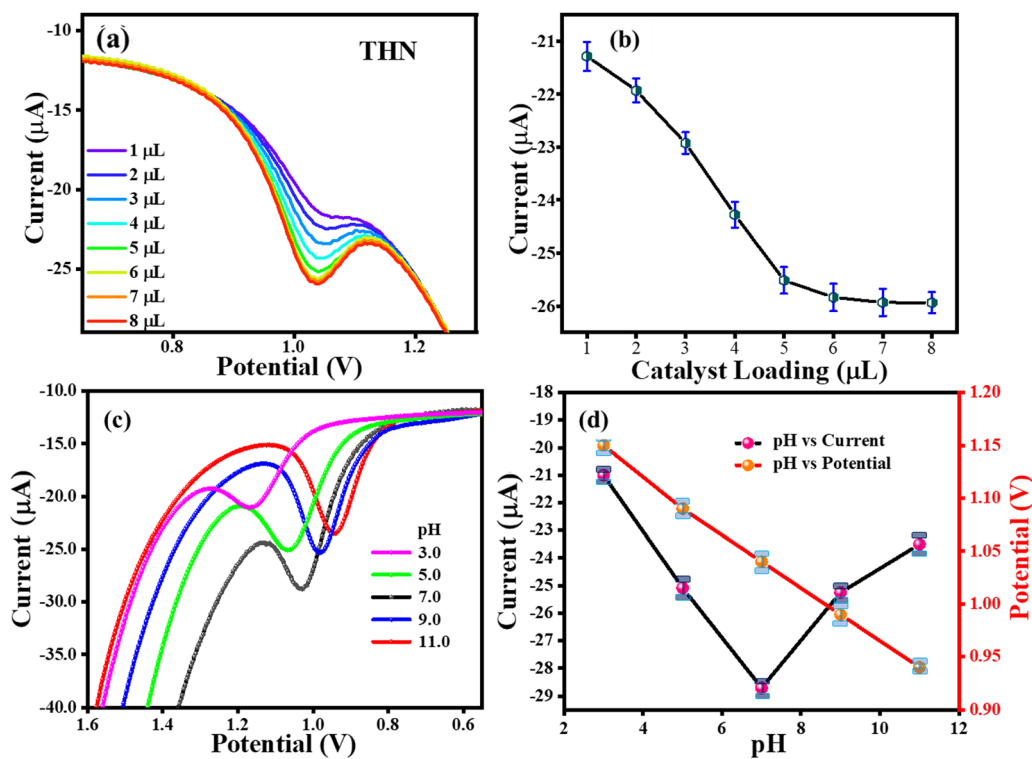 (a)
THN
Current (μA)
-10
-15
-20
-25
1 μL
2 μL
3 μL
4 μL
5 μL
6 μL
7 μL
8 μL
0.8
1.0
1.2
Potential (V)
(b)
Current (μA)
-21
-22
-23
-24
-25
-26
1
2
3
4
5
6
7
8
Catalyst Loading (μL)
(c)
Current (μA)
-10.0
-15.0
-20.0
-25.0
-30.0
-35.0
-40.0
pH
3.0
5.0
7.0
9.0
11.0
1.6
1.4
1.2
1.0
0.8
0.6
Potential (V)
(d)
Current (μA)
-18
-19
-20
-21
-22
-23
-24
-25
-26
-27
-28
-29
pH vs Current
pH vs Potential
1.20
1.15
1.10
1.05
1.00
0.95
0.90
Potential (V)
2
4
6
8
10
12
pH